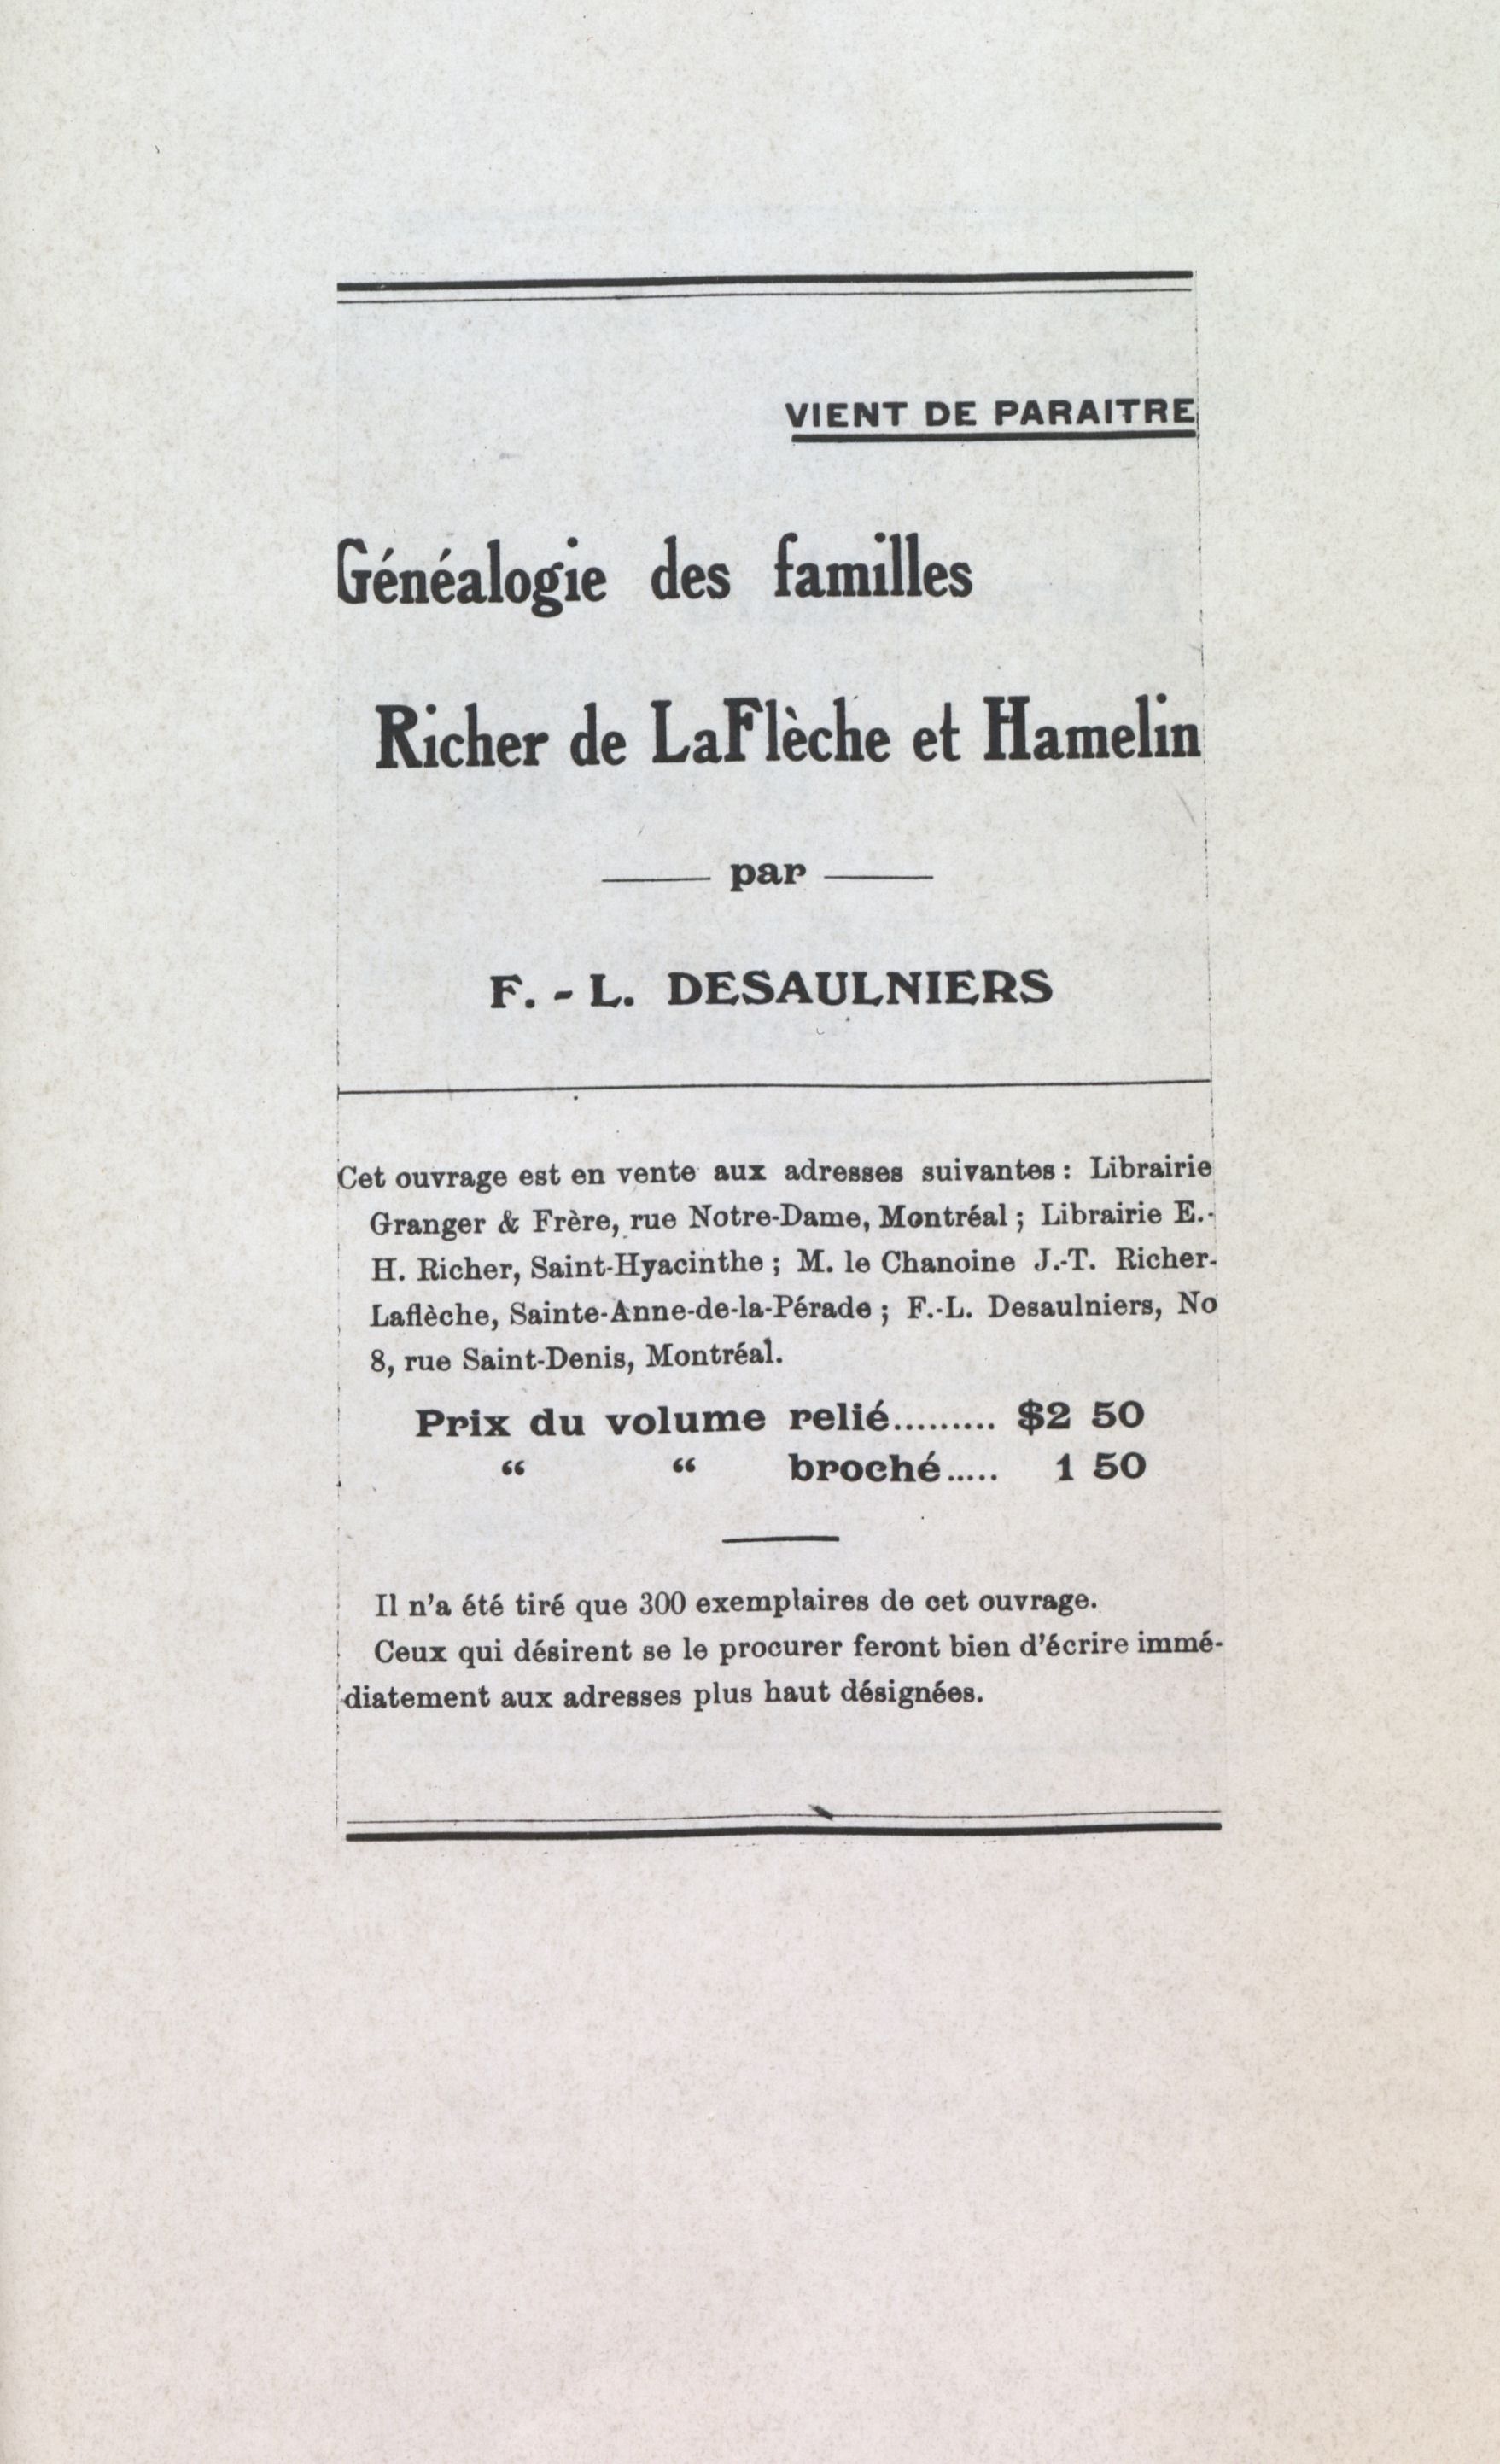 VIENT DE PARAITRE
Généalogie des familles
Richer de LaFlèche et Hamelin
par
F. - L. DESAULNIERS
Cet ouvrage est en vente aux adresses suivantes : Librairie
Granger & Frère, rue Notre-Dame, Montréal ; Librairie E.-
H. Richer, Saint-Hyacinthe ; M. le Chanoine J.-T. Richer-
Laflèche, Sainte-Anne-de-la-Pérade ; F.-L. Desaulniers, No
8, rue Saint-Denis, Montréal.
Prix du volume relié......... $2 50
“ “ broché..... 1 50
Il n'a été tiré que 300 exemplaires de cet ouvrage.
Ceux qui désirent se le procurer feront bien d'écrire immé-
diatement aux adresses plus haut désignées.